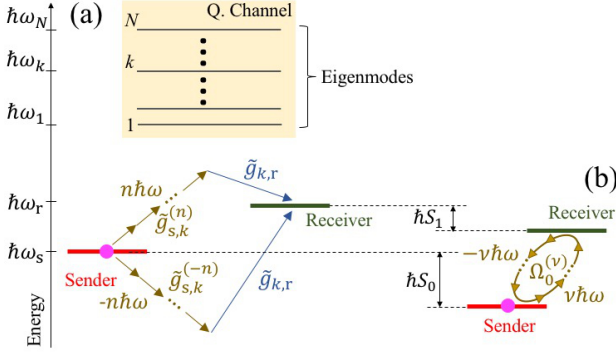 ħω_N
(a)
Q. Channel
N
ħω_k
k
Eigenmodes
ħω_1
1
ħω_r
nħω
g̃_{s,k}^{(n)}
g̃_{k,r}
Receiver
ħS_1
(b)
Receiver
ħω_s
Sender
-nħω
g̃_{s,k}^{(-n)}
g̃_{k,r}
ħS_0
−νħω
Ω_0^{(ν)}
νħω
Sender
Energy